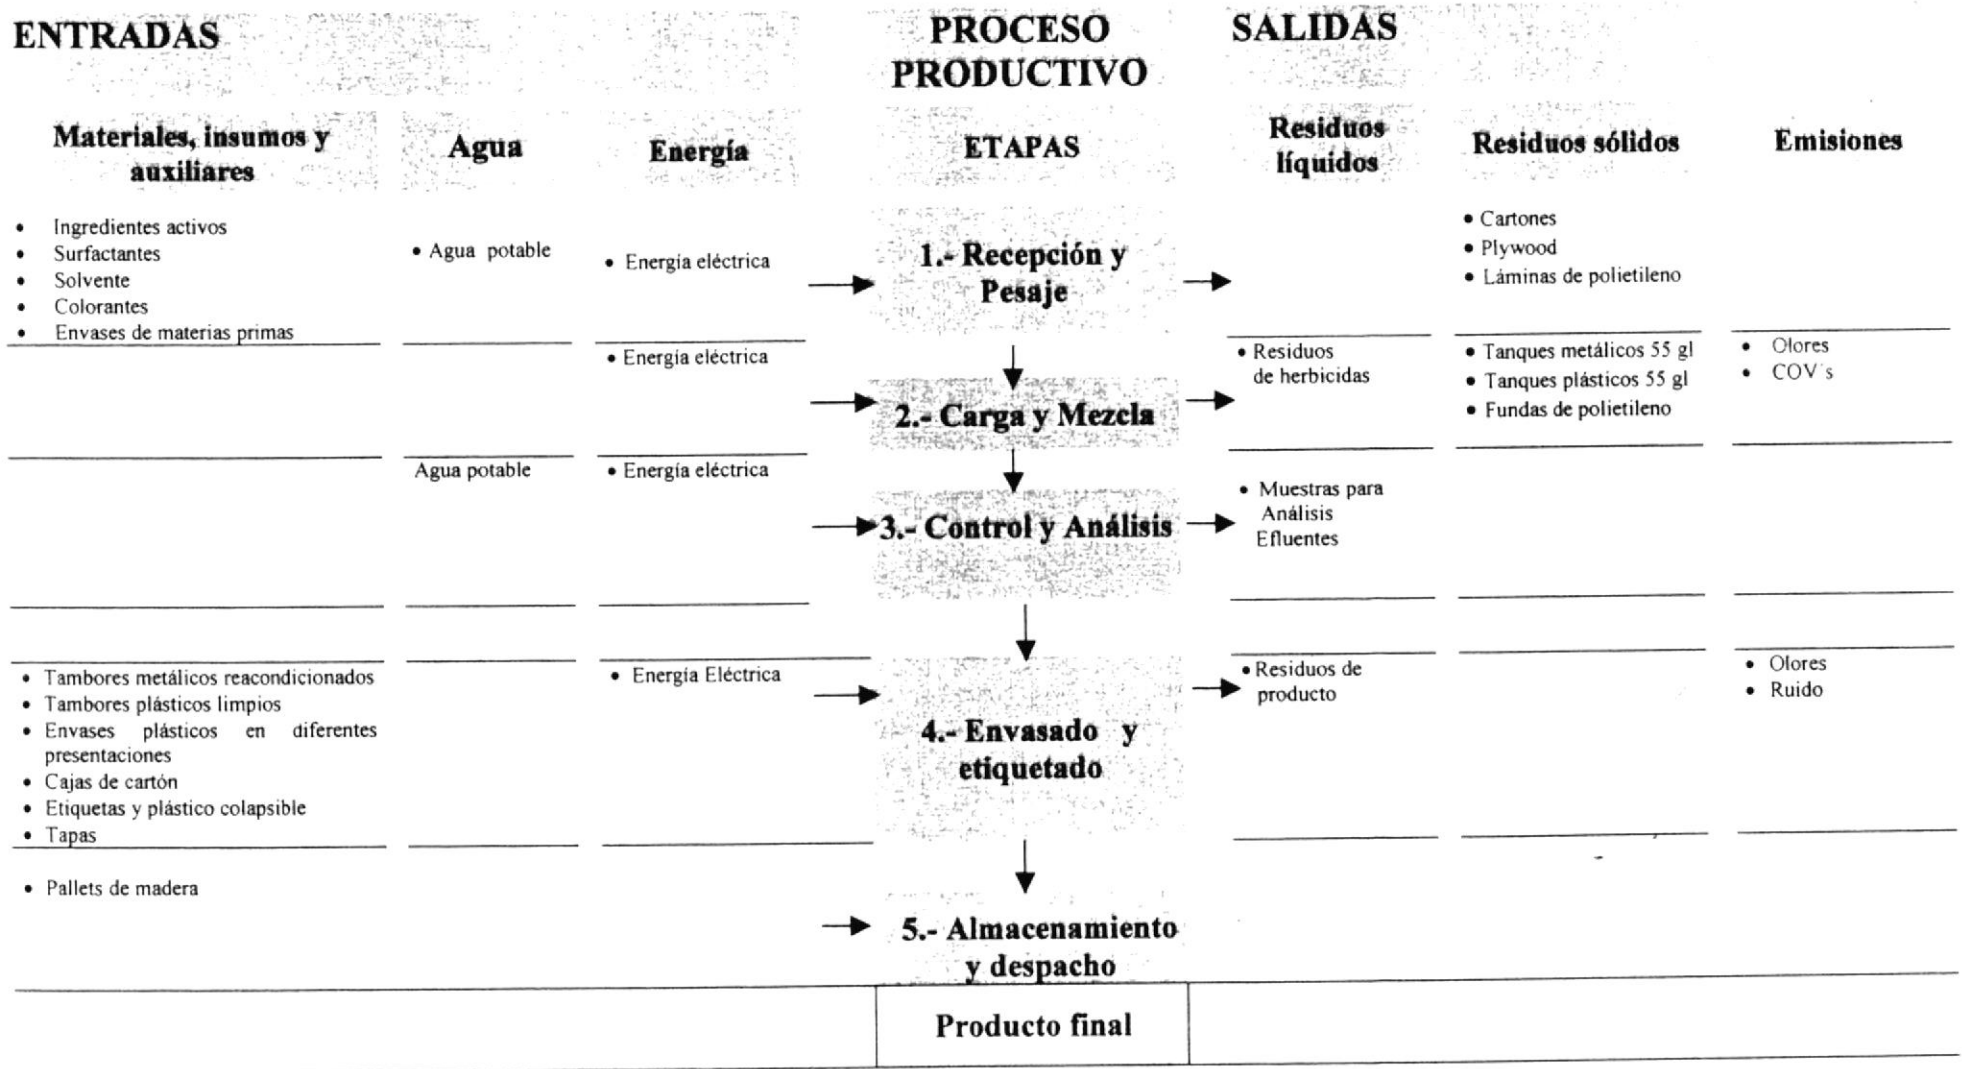 ENTRADAS
PROCESO
PRODUCTIVO
SALIDAS
Materiales, insumos y
auxiliares
Agua
Energía
ETAPAS
Residuos
líquidos
Residuos sólidos
Emisiones
• Ingredientes activos
• Surfactantes
• Solvente
• Colorantes
• Envases de materias primas
• Agua potable
• Energía eléctrica
1.- Recepción y
Pesaje
• Cartones
• Plywood
• Láminas de polietileno
• Energía eléctrica
2.- Carga y Mezcla
• Residuos
de herbicidas
• Tanques metálicos 55 gl
• Tanques plásticos 55 gl
• Fundas de polietileno
• Olores
• COV´s
Agua potable
• Energía eléctrica
3.- Control y Análisis
• Muestras para
Análisis
Efluentes
• Tambores metálicos reacondicionados
• Tambores plásticos limpios
• Envases plásticos en diferentes
presentaciones
• Cajas de cartón
• Etiquetas y plástico colapsible
• Tapas
• Energía Eléctrica
4.- Envasado y
etiquetado
• Residuos de
producto
• Olores
• Ruido
• Pallets de madera
5.- Almacenamiento
y despacho
Producto final